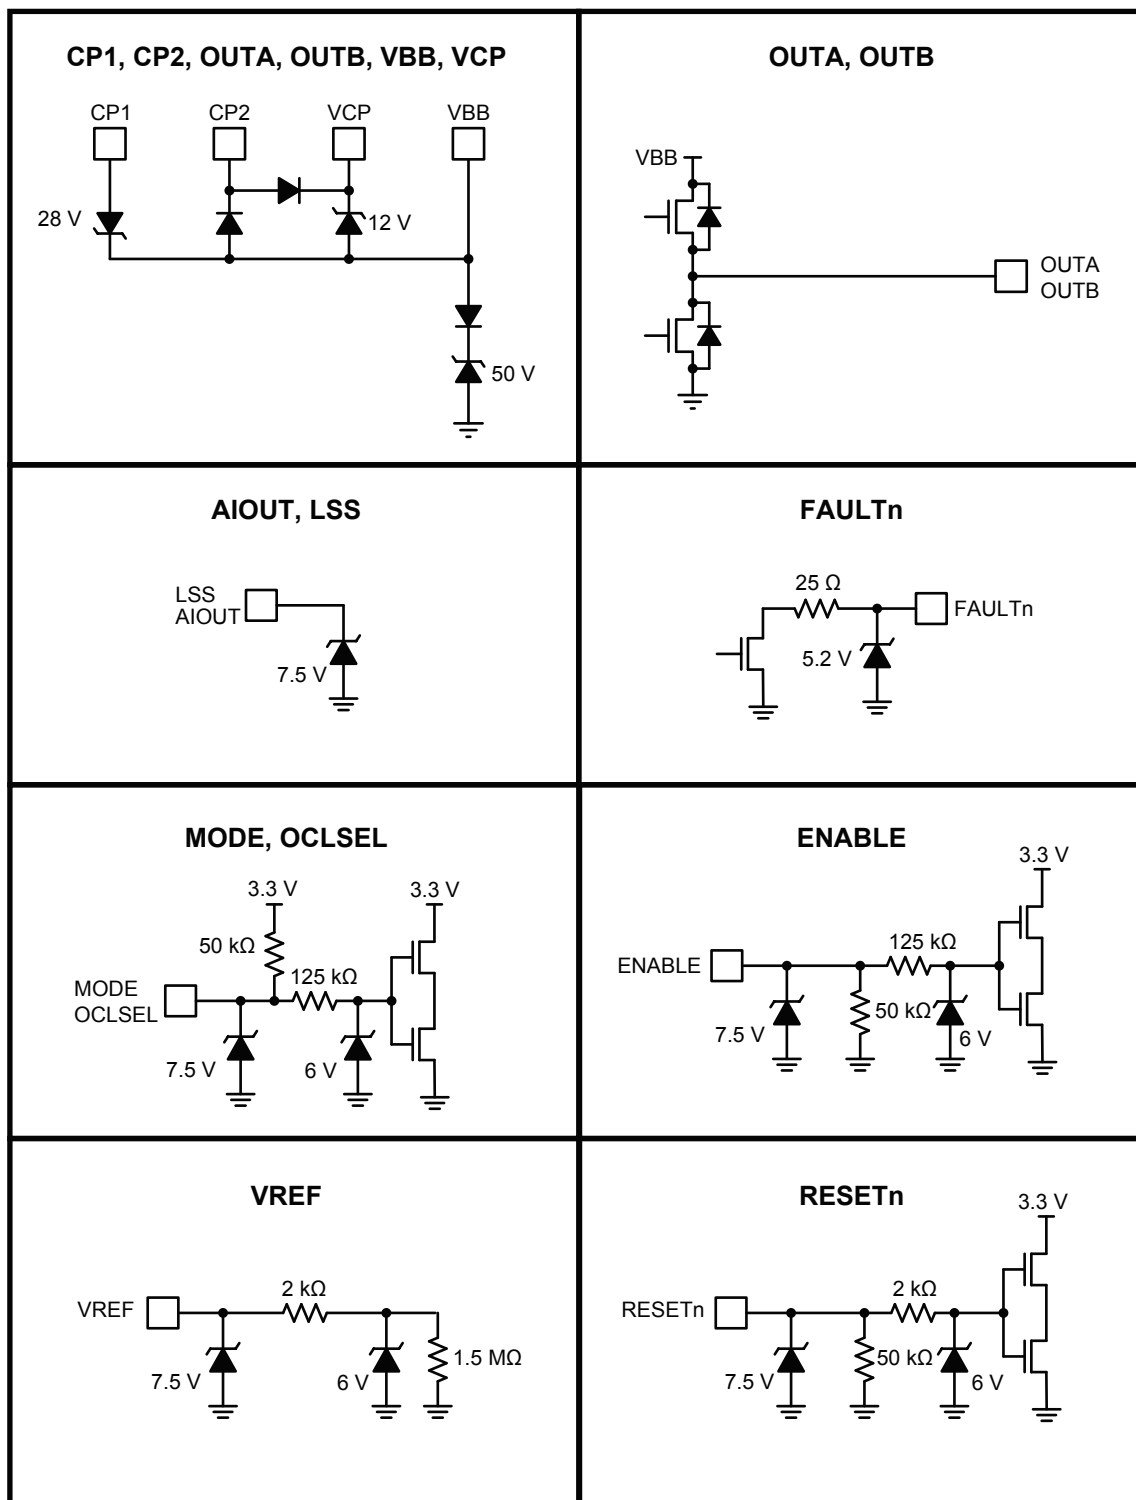 CP1, CP2, OUTA, OUTB, VBB, VCP
CP1
CP2
VCP
VBB
28 V
12 V
50 V
OUTA, OUTB
VBB
OUTA
OUTB
AIOUT, LSS
LSS
AIOUT
7.5 V
FAULTn
25 Ω
FAULTn
5.2 V
MODE, OCLSEL
3.3 V
3.3 V
50 kΩ
125 kΩ
MODE
OCLSEL
7.5 V
6 V
ENABLE
3.3 V
125 kΩ
ENABLE
50 kΩ
7.5 V
6 V
VREF
2 kΩ
VREF
1.5 MΩ
7.5 V
6 V
RESETn
3.3 V
2 kΩ
RESETn
50 kΩ
7.5 V
6 V